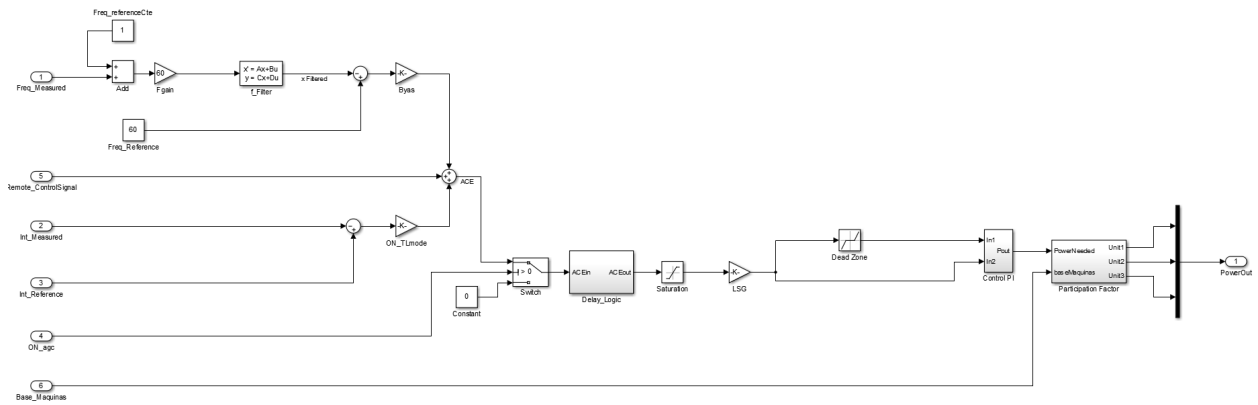 Freq_referenceCte
1
1
Freq_Measured
+
+
Add
60
Fgain
x' = Ax+Bu
y = Cx+Du
f_Filter
x Filtered
-
+
-K-
Byas
60
Freq_Reference
5
Remote_ControlSignal
+
+
+
ACE
2
Int_Measured
-
+
-K-
ON_TLmode
3
Int_Reference
> 0
Switch
0
Constant
ACEin
ACEout
Delay_Logic
Saturation
-K-
LSG
Dead Zone
In1
In2
Pout
Control PI
PowerNeeded
baseMaquinas
Unit1
Unit2
Unit3
Participation Factor
1
PowerOut
4
ON_agc
6
Base_Maquinas